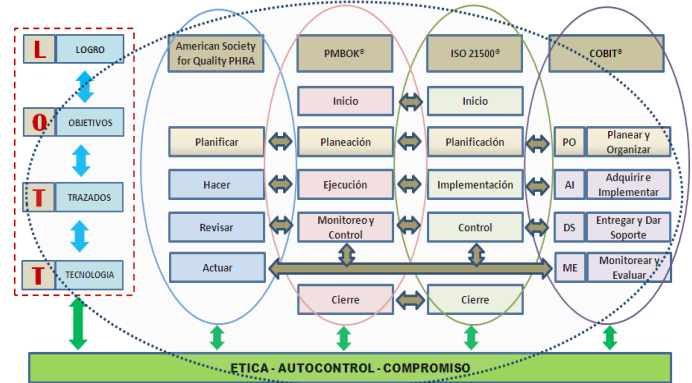 L LOGRO
O OBJETIVOS
T TRAZADOS
T TECNOLOGIA
American Society
for Quality PHRA
PMBOK®
ISO 21500®
COBIT®
Inicio Inicio
Planificar Planeación Planificación PO Planear y
Organizar
Hacer Ejecución Implementación AI Adquirir e
Implementar
Revisar Monitoreo y
Control Control DS Entregar y Dar
Soporte
Actuar ME Monitorear y
Evaluar
Cierre Cierre
ETICA - AUTOCONTROL - COMPROMISO